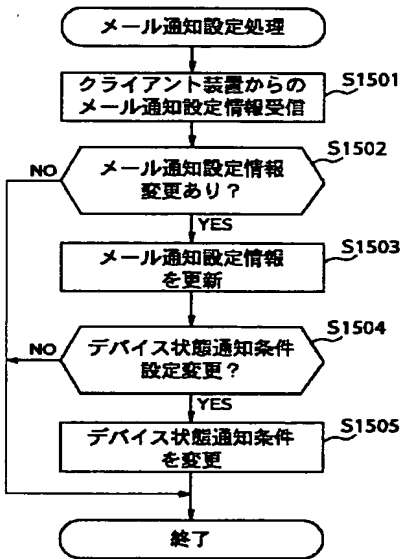 メール通知設定処理
クライアント装置からの
メール通知設定情報受信
S1501
メール通知設定情報
変更あり？
S1502
NO
YES
メール通知設定情報
を更新
S1503
デバイス状態通知条件
設定変更？
S1504
NO
YES
デバイス状態通知条件
を変更
S1505
終了